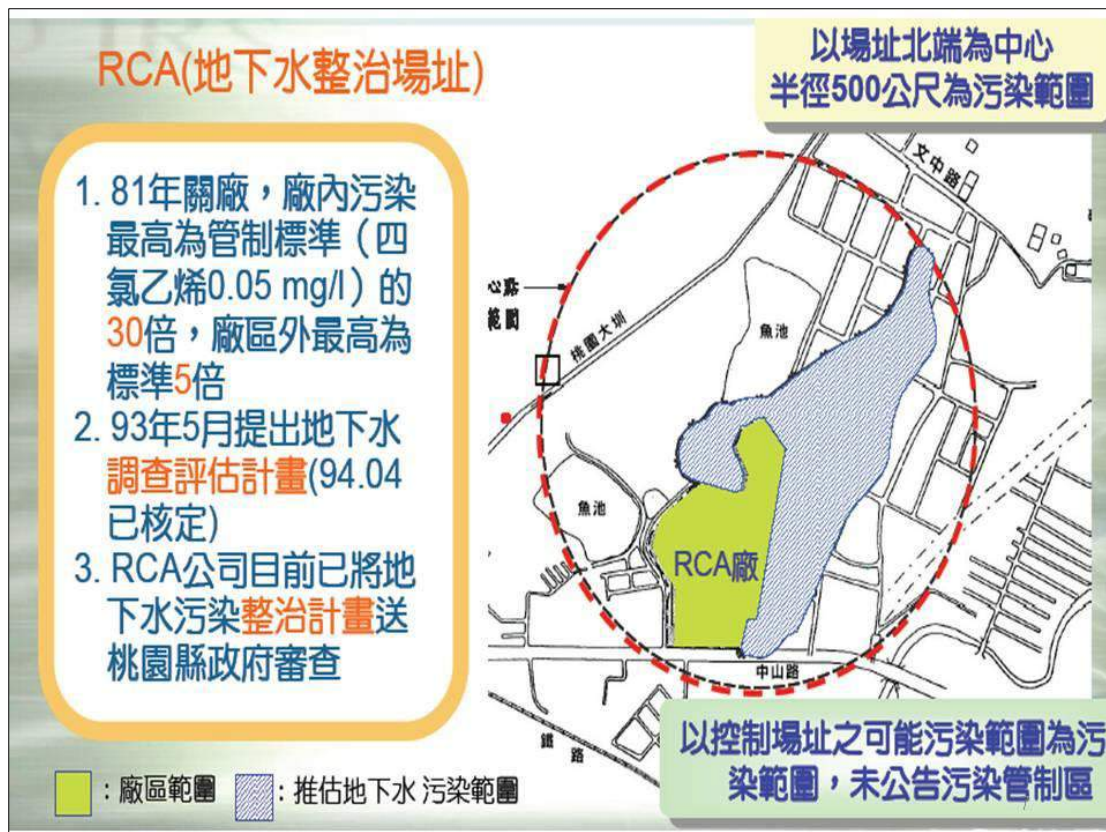 RCA(地下水整治場址)
以場址北端為中心
半徑500公尺為污染範圍
1. 81年關廠，廠內污染
最高為管制標準（四
氯乙烯0.05 mg/l）的
30倍，廠區外最高為
標準5倍
2. 93年5月提出地下水
調查評估計畫(94.04
已核定)
3. RCA公司目前已將地
下水污染整治計畫送
桃園縣政府審查
文中路
範圍
桃園大圳
魚池
魚池
RCA廠
中山路
鐵路
以控制場址之可能污染範圍為污
染範圍，未公告污染管制區
：廠區範圍
：推估地下水 污染範圍